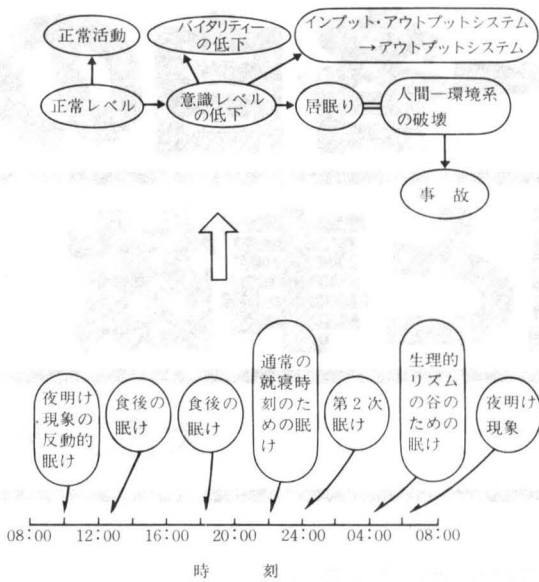 正常活動
バイタリティー
の低下
インプット・アウトプットシステム
→アウトプットシステム
正常レベル
意識レベル
の低下
居眠り
人間―環境系
の破壊
事　故
夜明け
現象の
反動的
眠け
食後の
眠け
食後の
眠け
通常の
就寝時
刻のた
めの眠
け
第2次
眠け
生理的
リズム
の谷の
ための
眠け
夜明け
現象
08:00 12:00 16:00 20:00 24:00 04:00 08:00
時　刻